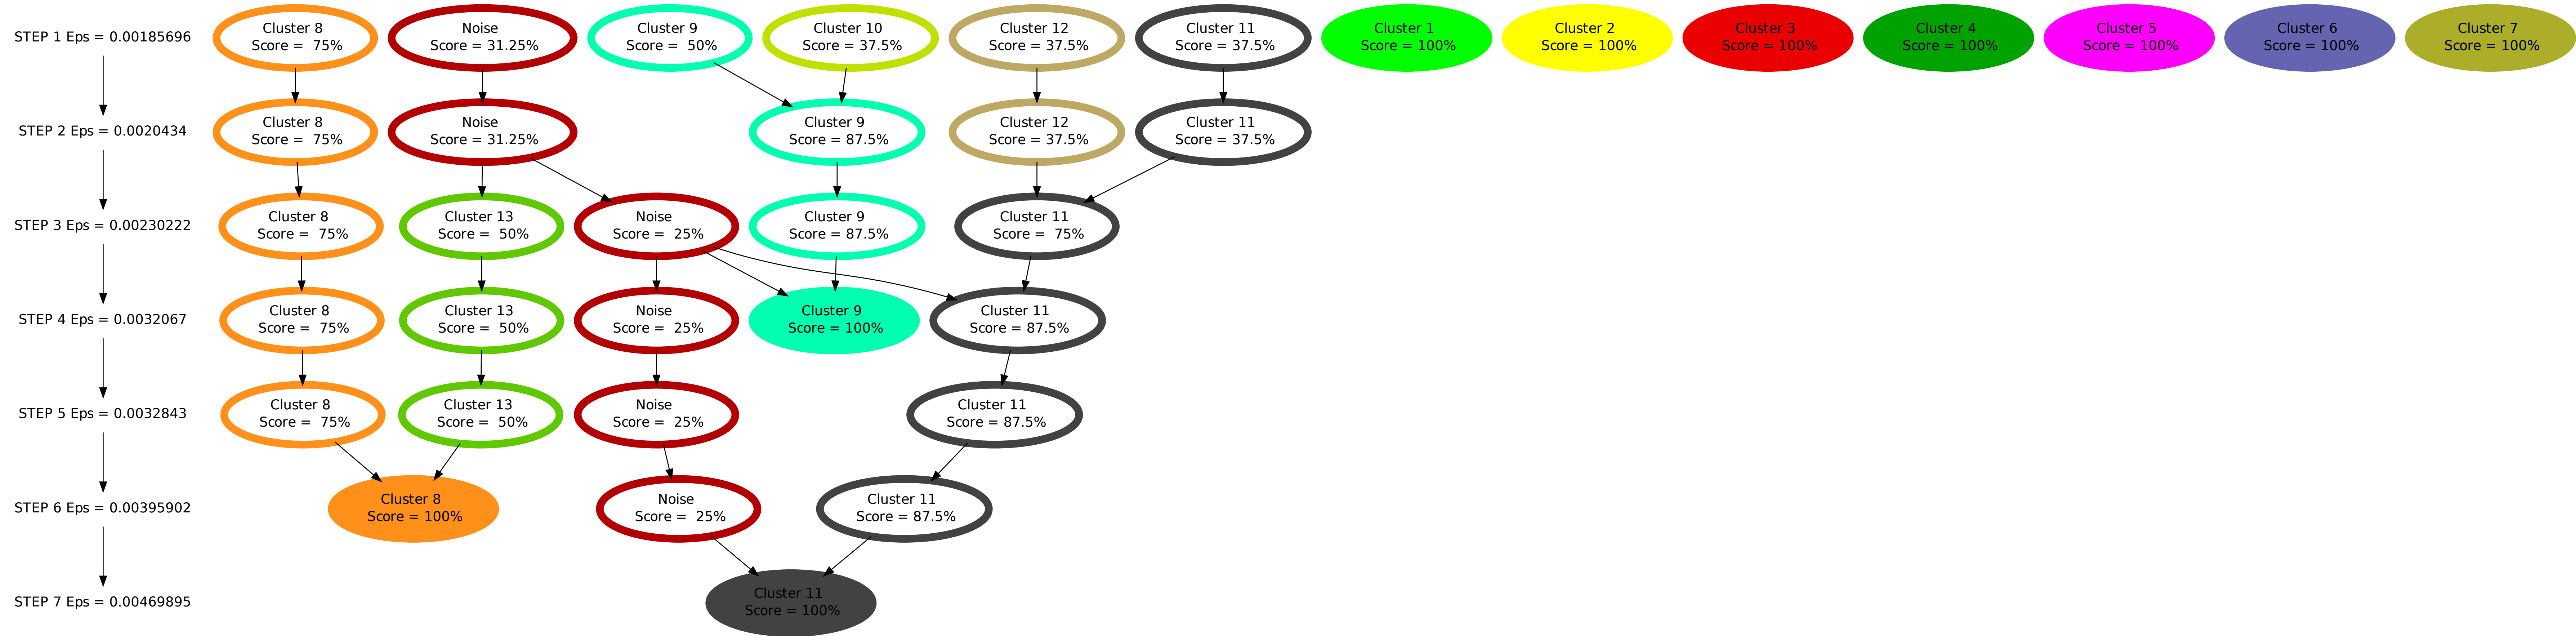 STEP 1 Eps = 0.00185696
Cluster 8
Score = 75%
Noise
Score = 31.25%
Cluster 9
Score = 50%
Cluster 10
Score = 37.5%
Cluster 12
Score = 37.5%
Cluster 11
Score = 37.5%
Cluster 1
Score = 100%
Cluster 2
Score = 100%
Cluster 3
Score = 100%
Cluster 4
Score = 100%
Cluster 5
Score = 100%
Cluster 6
Score = 100%
Cluster 7
Score = 100%
STEP 2 Eps = 0.0020434
Cluster 8
Score = 75%
Noise
Score = 31.25%
Cluster 9
Score = 87.5%
Cluster 12
Score = 37.5%
Cluster 11
Score = 37.5%
STEP 3 Eps = 0.00230222
Cluster 8
Score = 75%
Cluster 13
Score = 50%
Noise
Score = 25%
Cluster 9
Score = 87.5%
Cluster 11
Score = 75%
STEP 4 Eps = 0.0032067
Cluster 8
Score = 75%
Cluster 13
Score = 50%
Noise
Score = 25%
Cluster 9
Score = 100%
Cluster 11
Score = 87.5%
STEP 5 Eps = 0.0032843
Cluster 8
Score = 75%
Cluster 13
Score = 50%
Noise
Score = 25%
Cluster 11
Score = 87.5%
STEP 6 Eps = 0.00395902
Cluster 8
Score = 100%
Noise
Score = 25%
Cluster 11
Score = 87.5%
STEP 7 Eps = 0.00469895
Cluster 11
Score = 100%